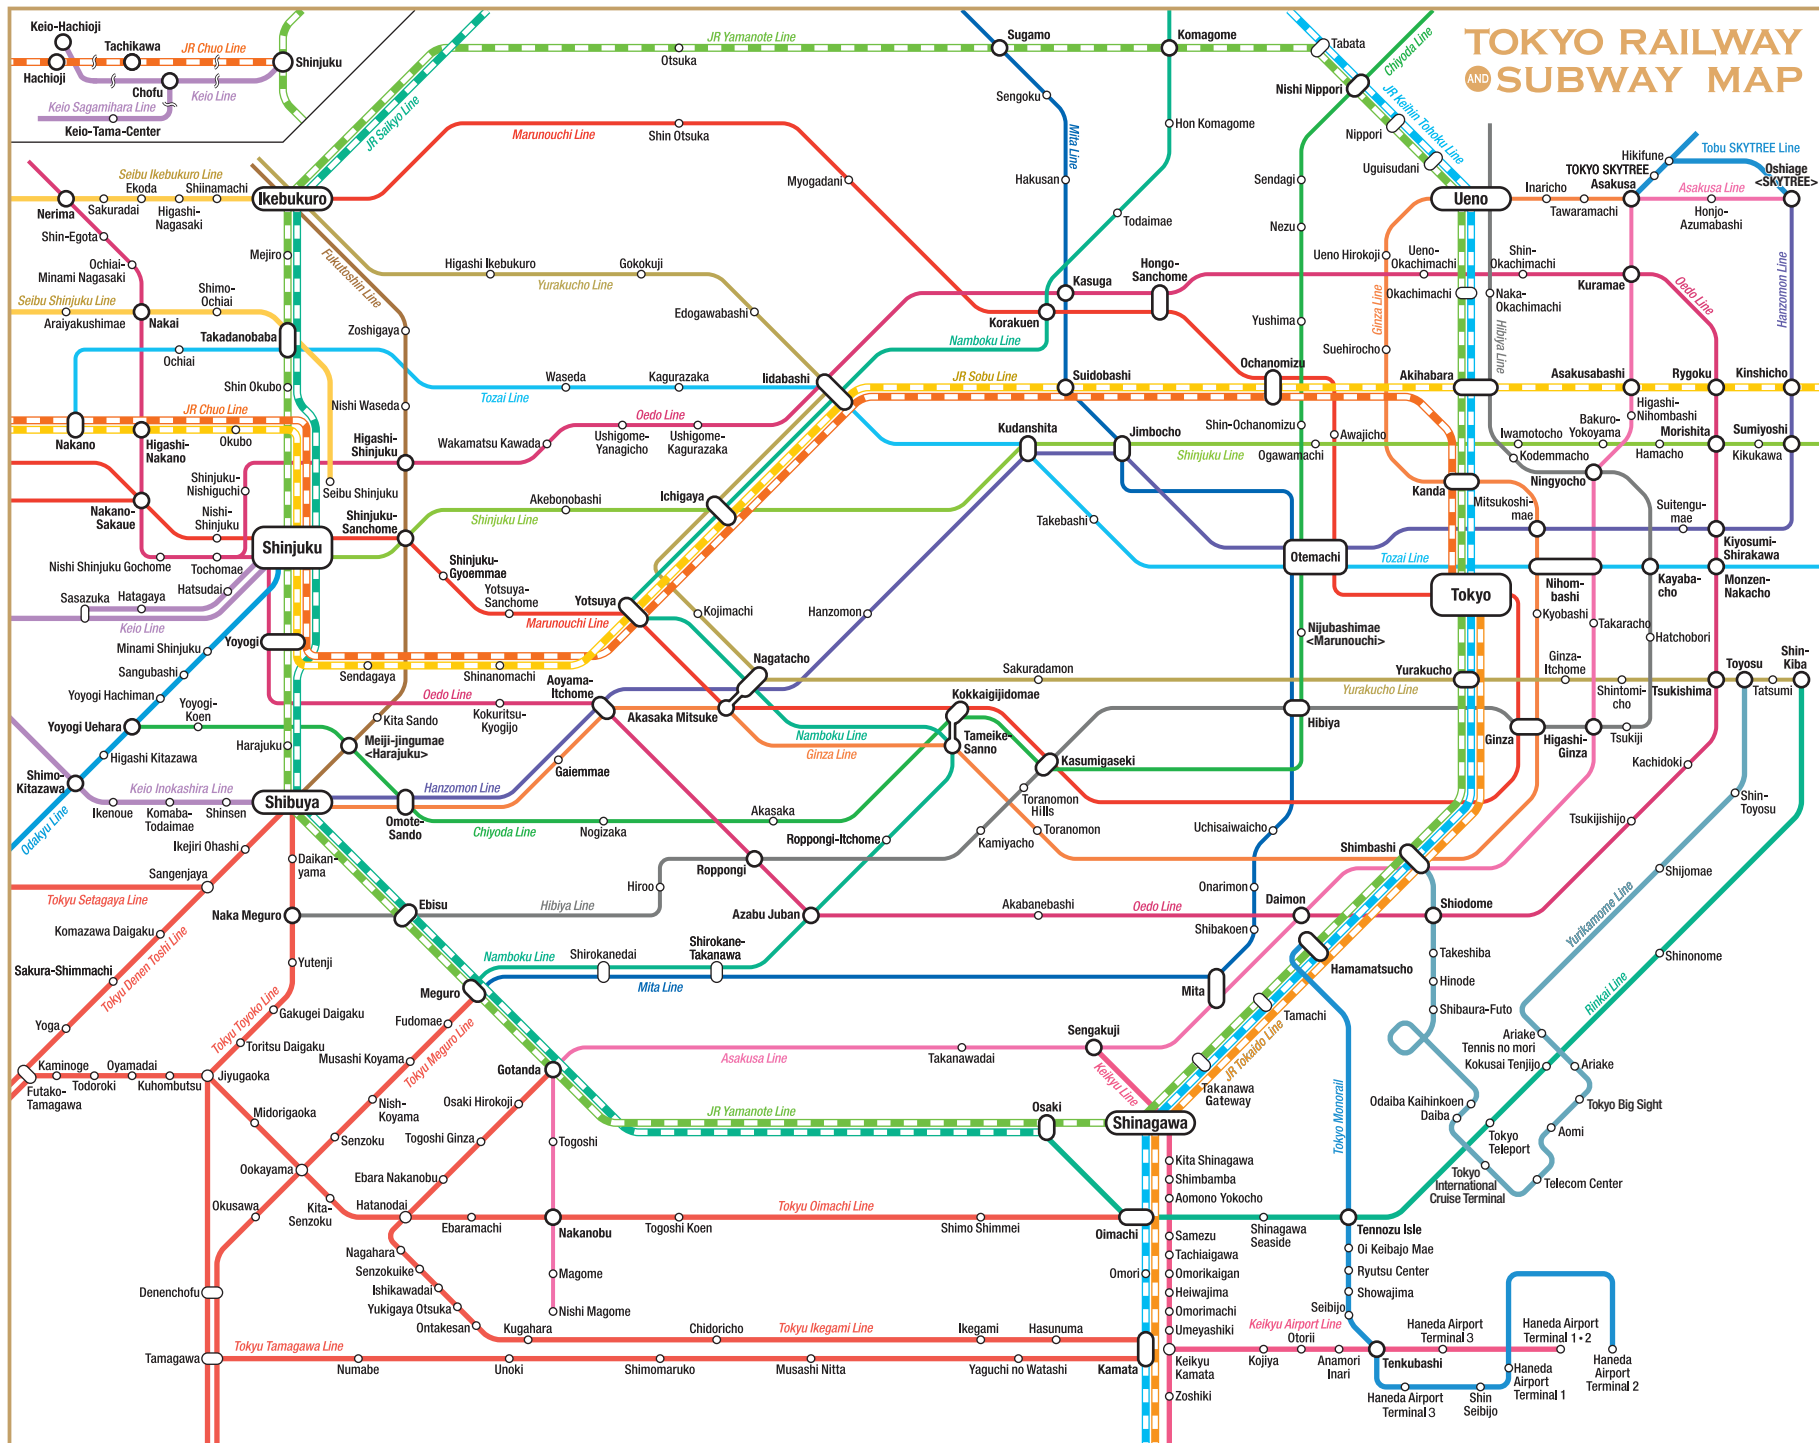 TOKYO RAILWAY
AND SUBWAY MAP
Keio-Hachioji
Tachikawa
JR Chuo Line
Shinjuku
Hachioji
Chofu
Keio Line
Keio Sagamihara Line
Keio-Tama-Center
JR Yamanote Line
Otsuka
Sugamo
Komagome
Tabata
Chiyoda Line
JR Saikyo Line
Sengoku
Nishi Nippori
JR Keihin Tohoku Line
Marunouchi Line
Shin Otsuka
Mita Line
Hon Komagome
Nippori
Uguisudani
Hikifune
Tobu SKYTREE Line
TOKYO SKYTREE
Oshiage
<SKYTREE>
Seibu Ikebukuro Line
Ekoda
Shiinamachi
Ikebukuro
Myogadani
Hakusan
Sendagi
Ueno
Inaricho
Asakusa
Asakusa Line
Nerima
Sakuradai
Higashi-
Nagasaki
Tawaramachi
Honjo-
Azumabashi
Shin-Egota
Todaimae
Nezu
Mejiro
Fukutoshin Line
Ochiai-
Minami Nagasaki
Higashi Ikebukuro
Gokokuji
Yurakucho Line
Kasuga
Hongo-
Sanchome
Ueno Hirokoji
Ueno-
Okachimachi
Shin-
Okachimachi
Kuramae
Oedo Line
Hanzomon Line
Seibu Shinjuku Line
Shimo-
Ochiai
Araiyakushimae
Nakai
Okachimachi
Naka-
Okachimachi
Takadanobaba
Zoshigaya
Edogawabashi
Korakuen
Yushima
Ginza Line
Hibiya Line
Ochiai
Namboku Line
Suehirocho
Ochanomizu
Shin Okubo
Waseda
Kagurazaka
Tozai Line
Iidabashi
JR Sobu Line
Suidobashi
Akihabara
Asakusabashi
Rygoku
Kinshicho
Nishi Waseda
JR Chuo Line
Oedo Line
Nakano
Higashi-
Nakano
Okubo
Higashi-
Shinjuku
Wakamatsu Kawada
Ushigome-
Yanagicho
Ushigome-
Kagurazaka
Kudanshita
Jimbocho
Shin-Ochanomizu
Awajicho
Higashi-
Nihombashi
Bakuro-
Yokoyama
Iwamotocho
Morishita
Sumiyoshi
Shinjuku Line
Ogawamachi
Kodemmacho
Hamacho
Kikukawa
Shinjuku-
Nishiguchi
Seibu Shinjuku
Ichigaya
Kanda
Ningyocho
Nakano-
Sakaue
Nishi-
Shinjuku
Shinjuku-
Sanchome
Akebonobashi
Shinjuku Line
Takebashi
Mitsukoshi-
mae
Suitengu-
mae
Shinjuku
Otemachi
Kiyosumi-
Shirakawa
Nishi Shinjuku Gochome
Tochomae
Shinjuku-
Gyoemmae
Tozai Line
Hatsudai
Sasazuka
Hatagaya
Keio Line
Yotsuya-
Sanchome
Marunouchi Line
Yotsuya
Kojimachi
Hanzomon
Tokyo
Nihom-
bashi
Kayaba-
cho
Monzen-
Nakacho
Kyobashi
Takaracho
Hatchobori
Nijubashimae
<Marunouchi>
Yoyogi
Minami Shinjuku
Sangubashi
Sendagaya
Shinanomachi
Nagatacho
Sakuradamon
Yurakucho
Yurakucho Line
Ginza-
Itchome
Shintomi-
cho
Tsukishima
Toyosu
Tatsumi
Shin-
Kiba
Yoyogi Hachiman
Yoyogi-
Koen
Yoyogi Uehara
Oedo Line
Kokuritsu-
Kyogijo
Aoyama-
Itchome
Akasaka Mitsuke
Kokkaigijidomae
Kita Sando
Hibiya
Ginza
Higashi-
Ginza
Tsukiji
Higashi Kitazawa
Harajuku
Meiji-jingumae
<Harajuku>
Gaiemmae
Namboku Line
Ginza Line
Tameike-
Sanno
Kasumigaseki
Kachidoki
Shimo-
Kitazawa
Keio Inokashira Line
Ikenoue
Komaba-
Todaimae
Shinsen
Shibuya
Hanzomon Line
Omote-
Sando
Toranomon
Hills
Shin-
Toyosu
Odakyu Line
Chiyoda Line
Nogizaka
Akasaka
Roppongi-Itchome
Kamiyacho
Toranomon
Uchisaiwaicho
Tsukijishijo
Ikejiri Ohashi
Daikan-
yama
Shimbashi
Sangenjaya
Roppongi
Tokyu Setagaya Line
Hiroo
Onarimon
Shijomae
Naka Meguro
Ebisu
Hibiya Line
Azabu Juban
Akabanebashi
Oedo Line
Daimon
Shiodome
Komazawa Daigaku
Tokyu Denen Toshi Line
Shibakoen
Yurikamome Line
Sakura-Shimmachi
Yutenji
Namboku Line
Shirokanedai
Shirokane-
Takanawa
Mita Line
Hamamatsucho
Takeshiba
Shinonome
Meguro
Mita
Hinode
Rinkai Line
Tokyu Toyoko Line
Yoga
Gakugei Daigaku
Fudomae
Tamachi
Shibaura-Futo
Toritsu Daigaku
Musashi Koyama
Tokyu Meguro Line
Sengakuji
JR Tokaido Line
Ariake
Tennis no mori
Kaminoge
Oyamadai
Asakusa Line
Takanawadai
Kokusai Tenjijo
Ariake
Futako-
Tamagawa
Todoroki
Kuhombutsu
Jiyugaoka
Gotanda
Keikyu Line
Takanawa
Gateway
Midorigaoka
Nish-
Koyama
Osaki Hirokoji
JR Yamanote Line
Osaki
Shinagawa
Tokyo Monorail
Odaiba Kaihinkoen
Daiba
Tokyo Big Sight
Senzoku
Togoshi Ginza
Togoshi
Tokyo
Teleport
Aomi
Ookayama
Ebara Nakanobu
Kita Shinagawa
Shimbamba
Aomono Yokocho
Tokyo
International
Cruise Terminal
Telecom Center
Okusawa
Kita-
Senzoku
Hatanodai
Ebaramachi
Nakanobu
Togoshi Koen
Tokyu Oimachi Line
Shimo Shimmei
Oimachi
Shinagawa
Seaside
Tennozu Isle
Nagahara
Samezu
Tachiaigawa
Oi Keibajo Mae
Senzokuike
Magome
Omori
Omorikaigan
Ryutsu Center
Denenchofu
Ishikawadai
Heiwajima
Showajima
Yukigaya Otsuka
Nishi Magome
Omorimachi
Seibijo
Ontakesan
Kugahara
Chidoricho
Tokyu Ikegami Line
Ikegami
Hasunuma
Umeyashiki
Keikyu Airport Line
Otorii
Haneda Airport
Terminal 3
Haneda Airport
Terminal 1・2
Tamagawa
Tokyu Tamagawa Line
Numabe
Unoki
Shimomaruko
Musashi Nitta
Yaguchi no Watashi
Kamata
Keikyu
Kamata
Kojiya
Anamori
Inari
Tenkubashi
Haneda
Airport
Terminal 1
Haneda
Airport
Terminal 2
Zoshiki
Haneda Airport
Terminal 3
Shin
Seibijo